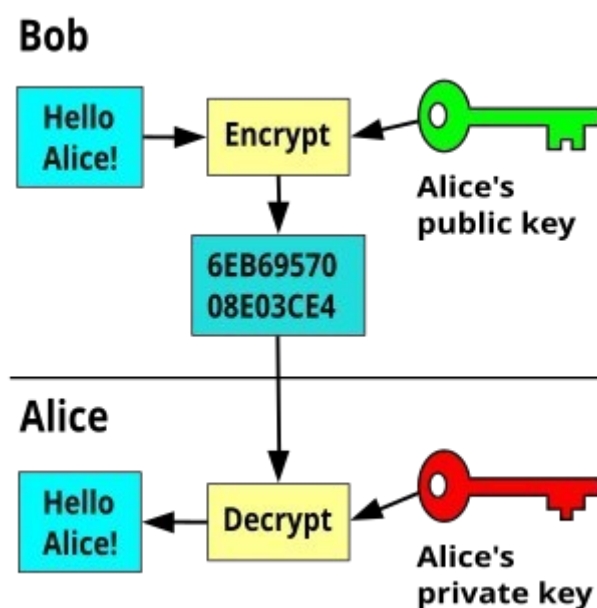 Bob
Hello
Alice!
Encrypt
Alice's
public key
6EB69570
08E03CE4
Alice
Hello
Alice!
Decrypt
Alice's
private key